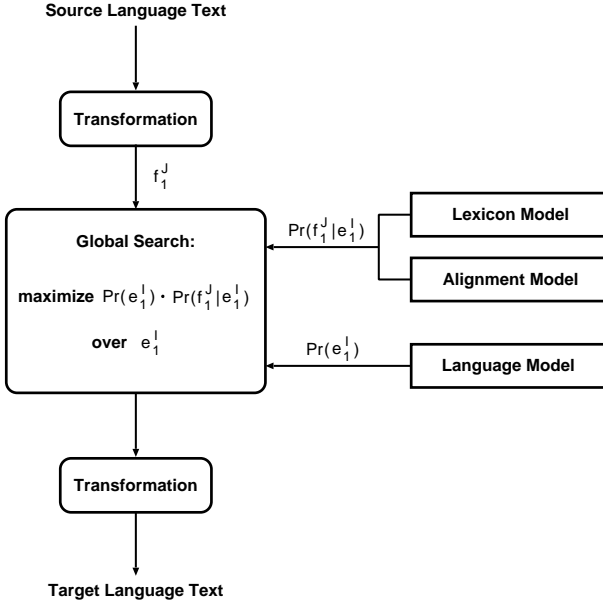 Source Language Text
Transformation
f_1^J
Global Search:
maximize Pr(e_1^I) · Pr(f_1^J|e_1^I)
over e_1^I
Pr(f_1^J|e_1^I)
Lexicon Model
Alignment Model
Pr(e_1^I)
Language Model
Transformation
Target Language Text